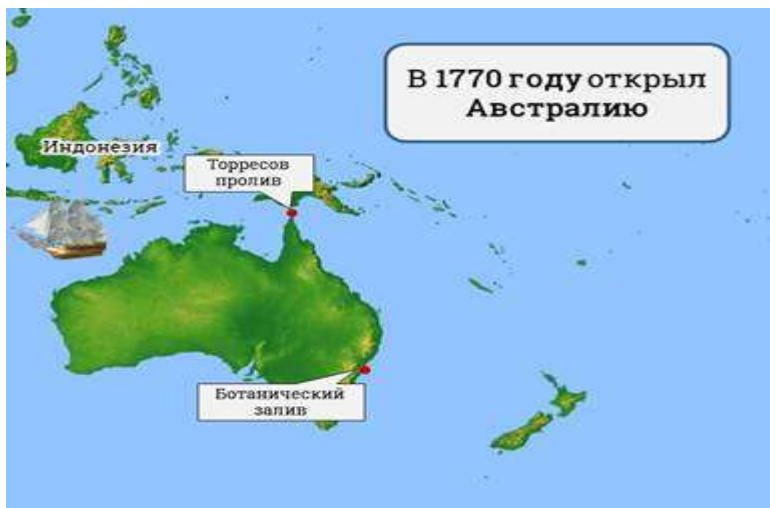 В 1770 году открыл
Австралию
Индонезия
Торресов
пролив
Ботанический
залив